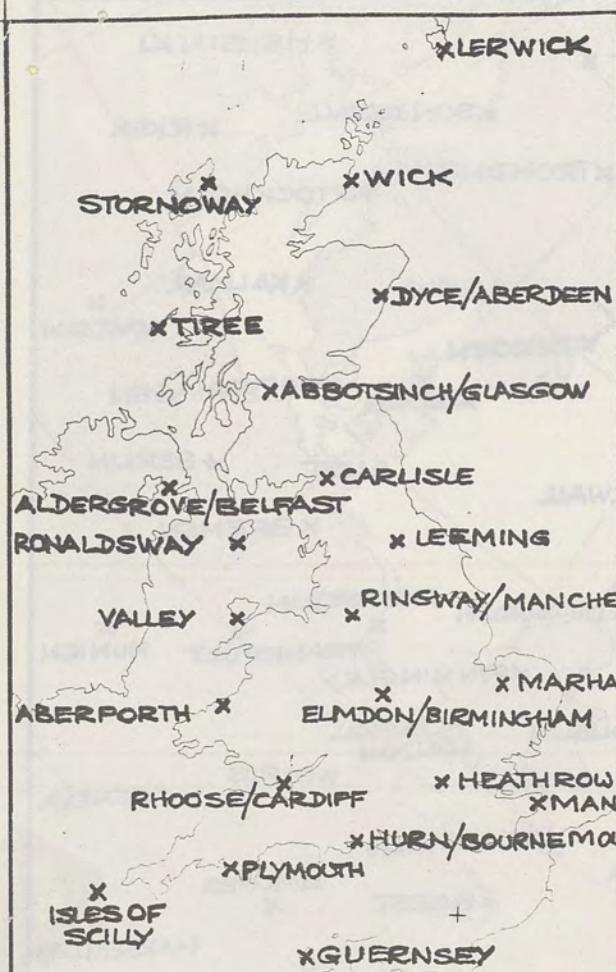 LERWICK
STORNOWAY
WICK
DYCE/ABERDEEN
TIREE
ABBOTSINCH/GLASGOW
CARLISLE
ALDERGROVE/BELFAST
RONALDSWAY
LEEMING
VALLEY
RINGWAY/MANCHE
MARHA
ABERPORTH
ELMDON/BIRMINGHAM
HEATHROW
RHOOSE/CARDIFF
MAN
HURN/BOURNEMOU
PLYMOUTH
ISLES OF
SCILLY
GUERNSEY